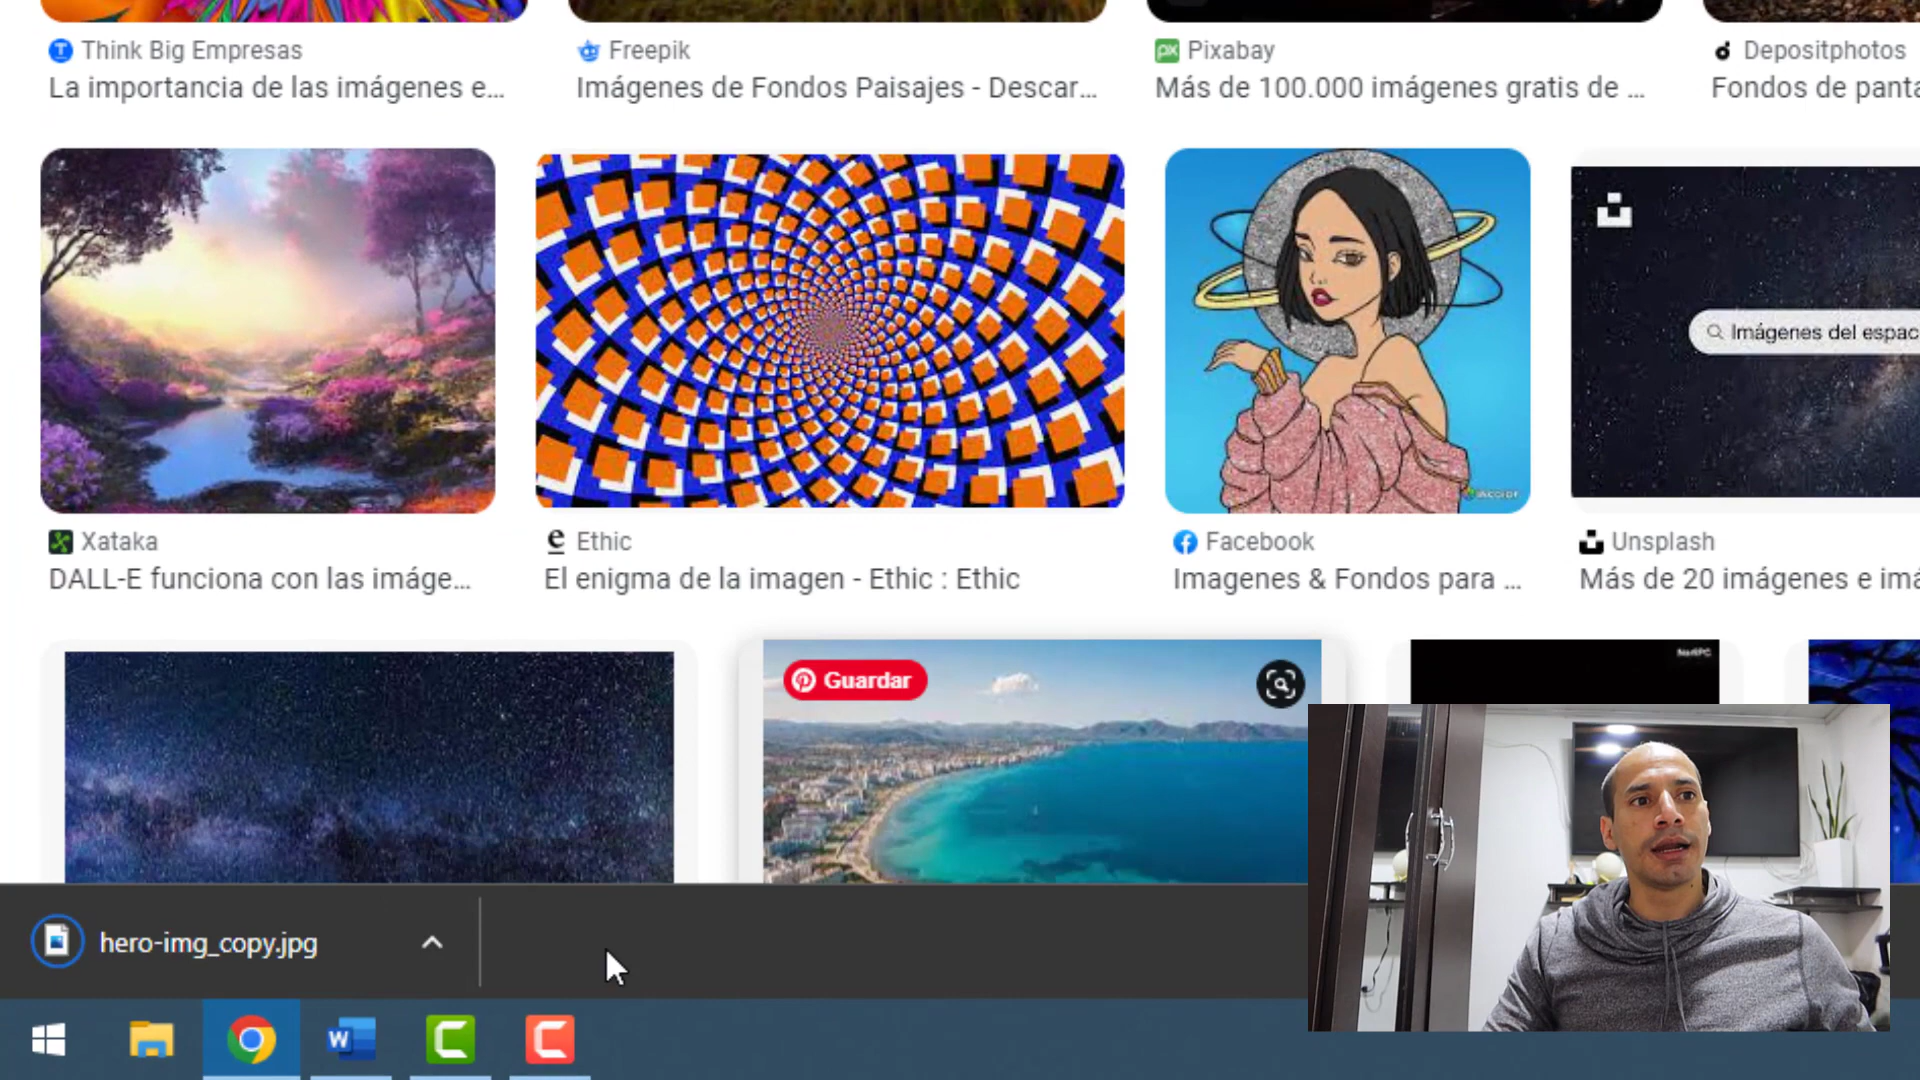 Think Big Empresas
La importancia de las imágenes e...
Freepik
Imágenes de Fondos Paisajes - Descar...
px
Pixabay
Más de 100.000 imágenes gratis de ...
Depositphotos
Fondos de panta
Imágenes del espac
Xataka
DALL-E funciona con las imáge...
e Ethic
El enigma de la imagen - Ethic : Ethic
Facebook
Imagenes & Fondos para ...
Unsplash
Más de 20 imágenes e imá
Guardar
hero-img_copy.jpg
W